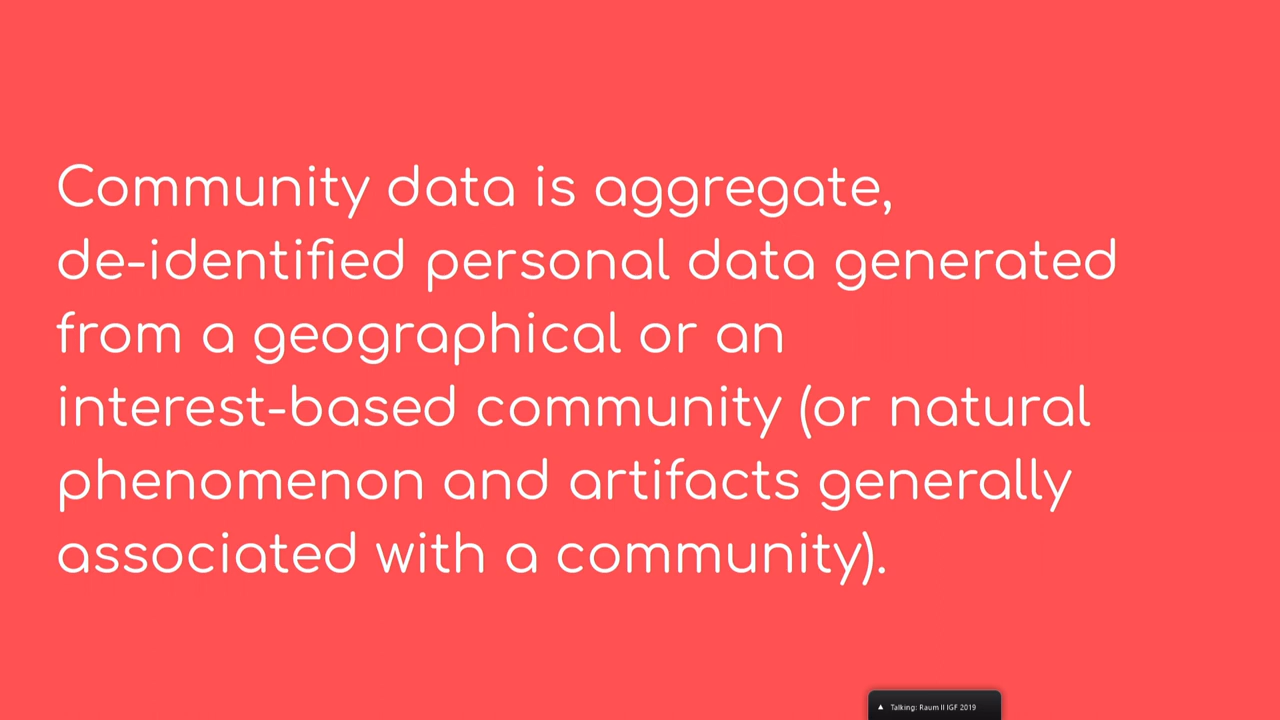 Community data is aggregate,
de-identified personal data generated
from a geographical or an
interest-based community (or natural
phenomenon and artifacts generally
associated with a community).
Talking: Raum II IGF 2019